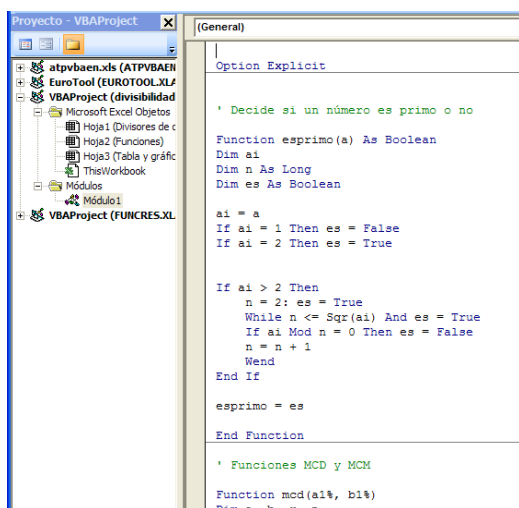 Proyecto - VBAProject
atpvbaen.xls (ATPVBAEN
EuroTool (EUROTOOL.XLA
VBAProject (divisibilidad
Microsoft Excel Objetos
Hoja1 (Divisores de c
Hoja2 (Funciones)
Hoja3 (Tabla y gráfic
ThisWorkbook
Módulos
Módulo1
VBAProject (FUNCRES.XL
(General)
Option Explicit
' Decide si un número es primo o no
Function esprimo(a) As Boolean
Dim ai
Dim n As Long
Dim es As Boolean
ai = a
If ai = 1 Then es = False
If ai = 2 Then es = True
If ai > 2 Then
n = 2: es = True
While n <= Sqr(ai) And es = True
If ai Mod n = 0 Then es = False
n = n + 1
Wend
End If
esprimo = es
End Function
' Funciones MCD y MCM
Function mcd(a1%, b1%)